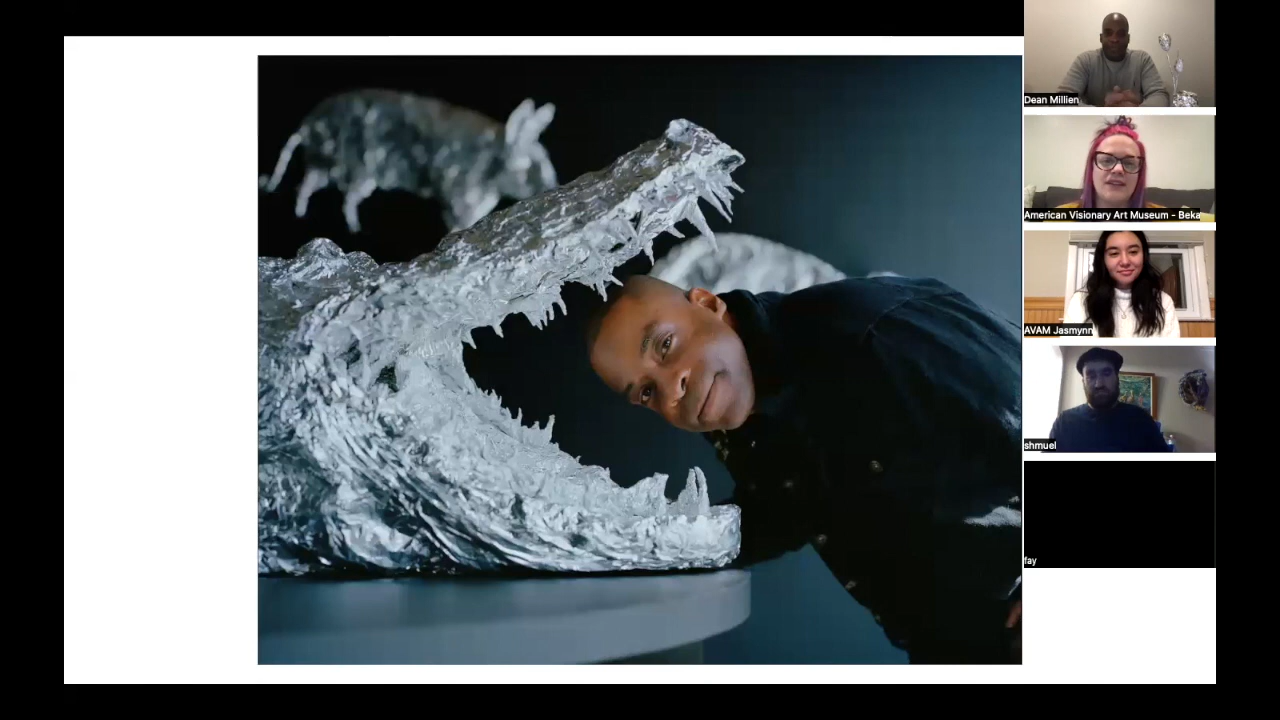 Dean Millien
American Visionary Art Museum - Beka
AVAM Jasmynn
shmuel
fay